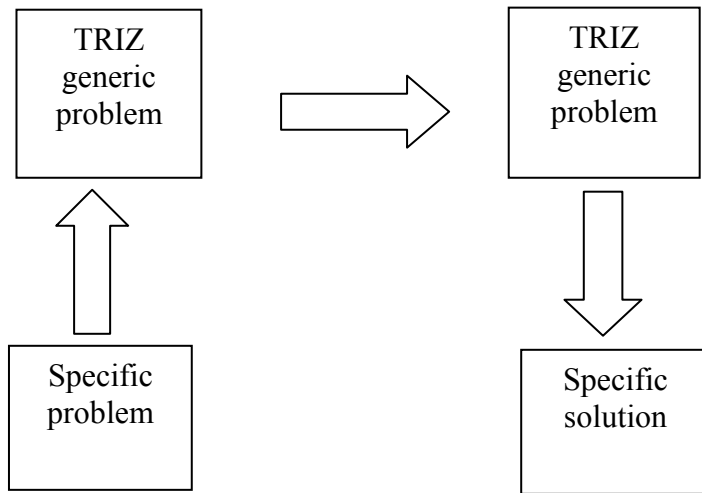 TRIZ
generic
problem
TRIZ
generic
problem
Specific
problem
Specific
solution